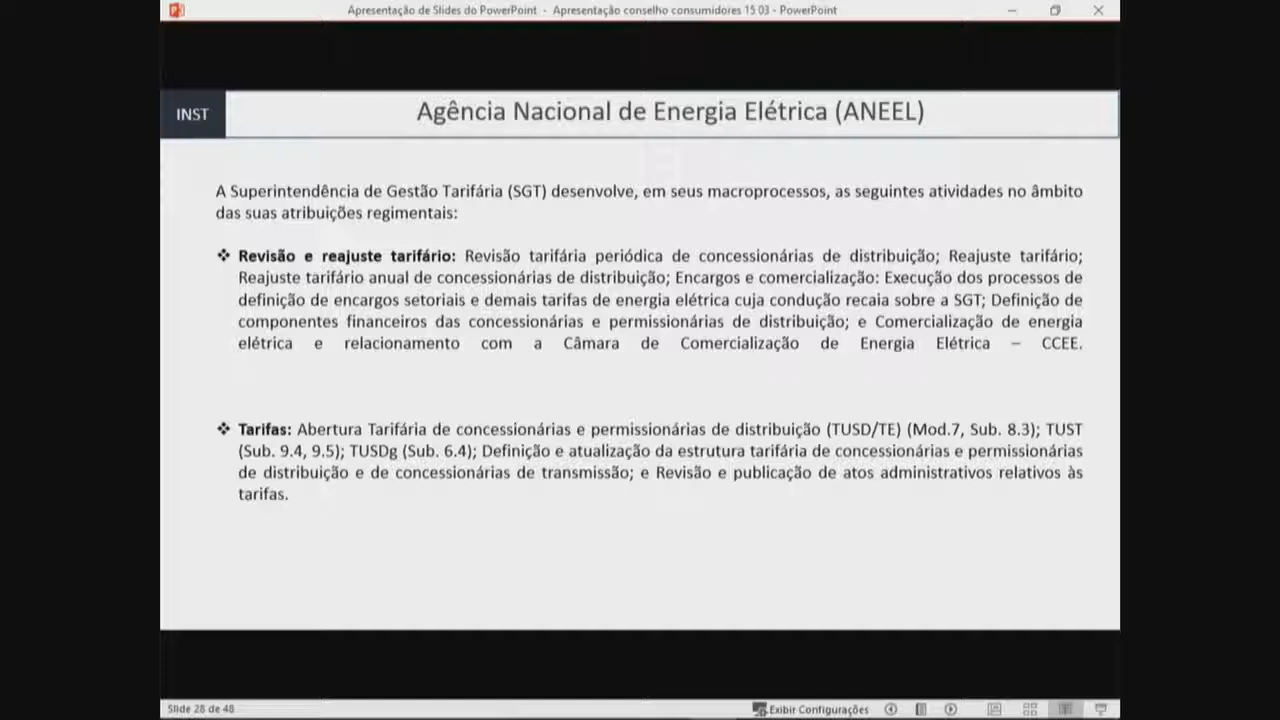 Apresentação de Slides do PowerPoint - Apresentação conselho consumidores 15 03 - PowerPoint
INST
Agência Nacional de Energia Elétrica (ANEEL)
A Superintendência de Gestão Tarifária (SGT) desenvolve, em seus macroprocessos, as seguintes atividades no âmbito
das suas atribuições regimentais:
❖ Revisão e reajuste tarifário: Revisão tarifária periódica de concessionárias de distribuição; Reajuste tarifário;
Reajuste tarifário anual de concessionárias de distribuição; Encargos e comercialização: Execução dos processos de
definição de encargos setoriais e demais tarifas de energia elétrica cuja condução recaia sobre a SGT; Definição de
componentes financeiros das concessionárias e permissionárias de distribuição; e Comercialização de energia
elétrica e relacionamento com a Câmara de Comercialização de Energia Elétrica – CCEE.
❖ Tarifas: Abertura Tarifária de concessionárias e permissionárias de distribuição (TUSD/TE) (Mod.7, Sub. 8.3); TUST
(Sub. 9.4, 9.5); TUSDg (Sub. 6.4); Definição e atualização da estrutura tarifária de concessionárias e permissionárias
de distribuição e de concessionárias de transmissão; e Revisão e publicação de atos administrativos relativos às
tarifas.
Slide 28 de 48
Exibir Configurações